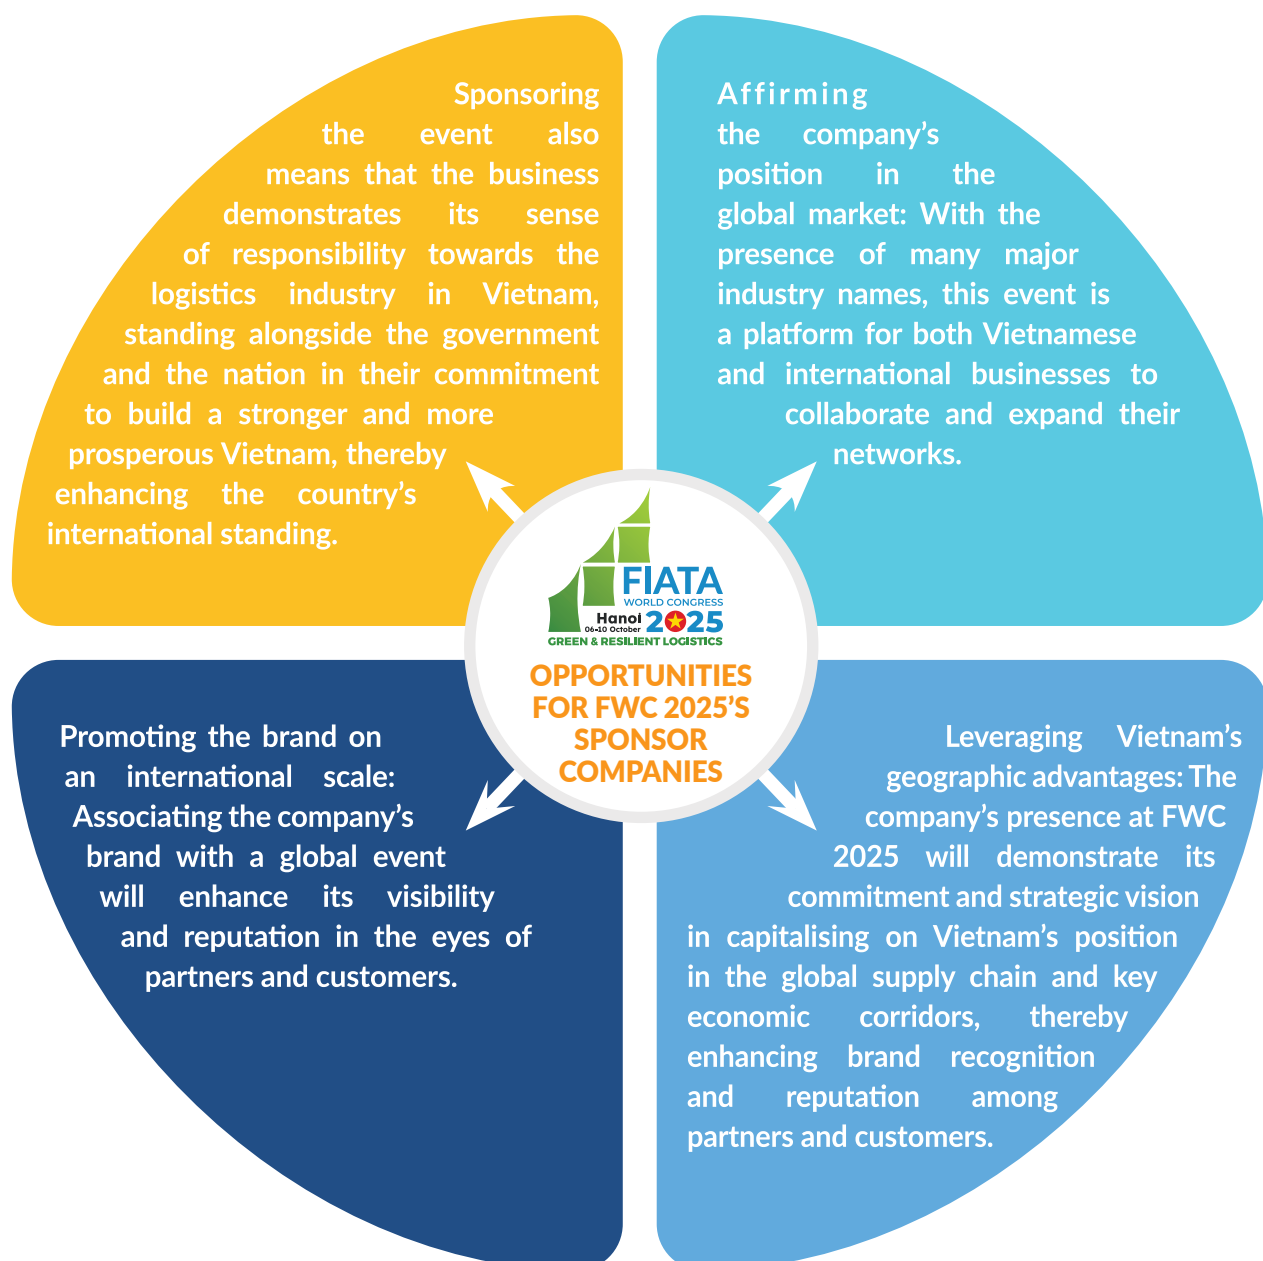 Sponsoring
the event also
means that the business
demonstrates its sense
of responsibility towards the
logistics industry in Vietnam,
standing alongside the government
and the nation in their commitment
to build a stronger and more
prosperous Vietnam, thereby
enhancing the country’s
international standing.
Affirming
the company’s
position in the
global market: With the
presence of many major
industry names, this event is
a platform for both Vietnamese
and international businesses to
collaborate and expand their
networks.
FIATA
WORLD CONGRESS
Hanoi 2025
06-10 October
GREEN & RESILIENT LOGISTICS
OPPORTUNITIES
FOR FWC 2025’S
SPONSOR
COMPANIES
Promoting the brand on
an international scale:
Associating the company’s
brand with a global event
will enhance its visibility
and reputation in the eyes of
partners and customers.
Leveraging Vietnam’s
geographic advantages: The
company’s presence at FWC
2025 will demonstrate its
commitment and strategic vision
in capitalising on Vietnam’s position
in the global supply chain and key
economic corridors, thereby
enhancing brand recognition
and reputation among
partners and customers.